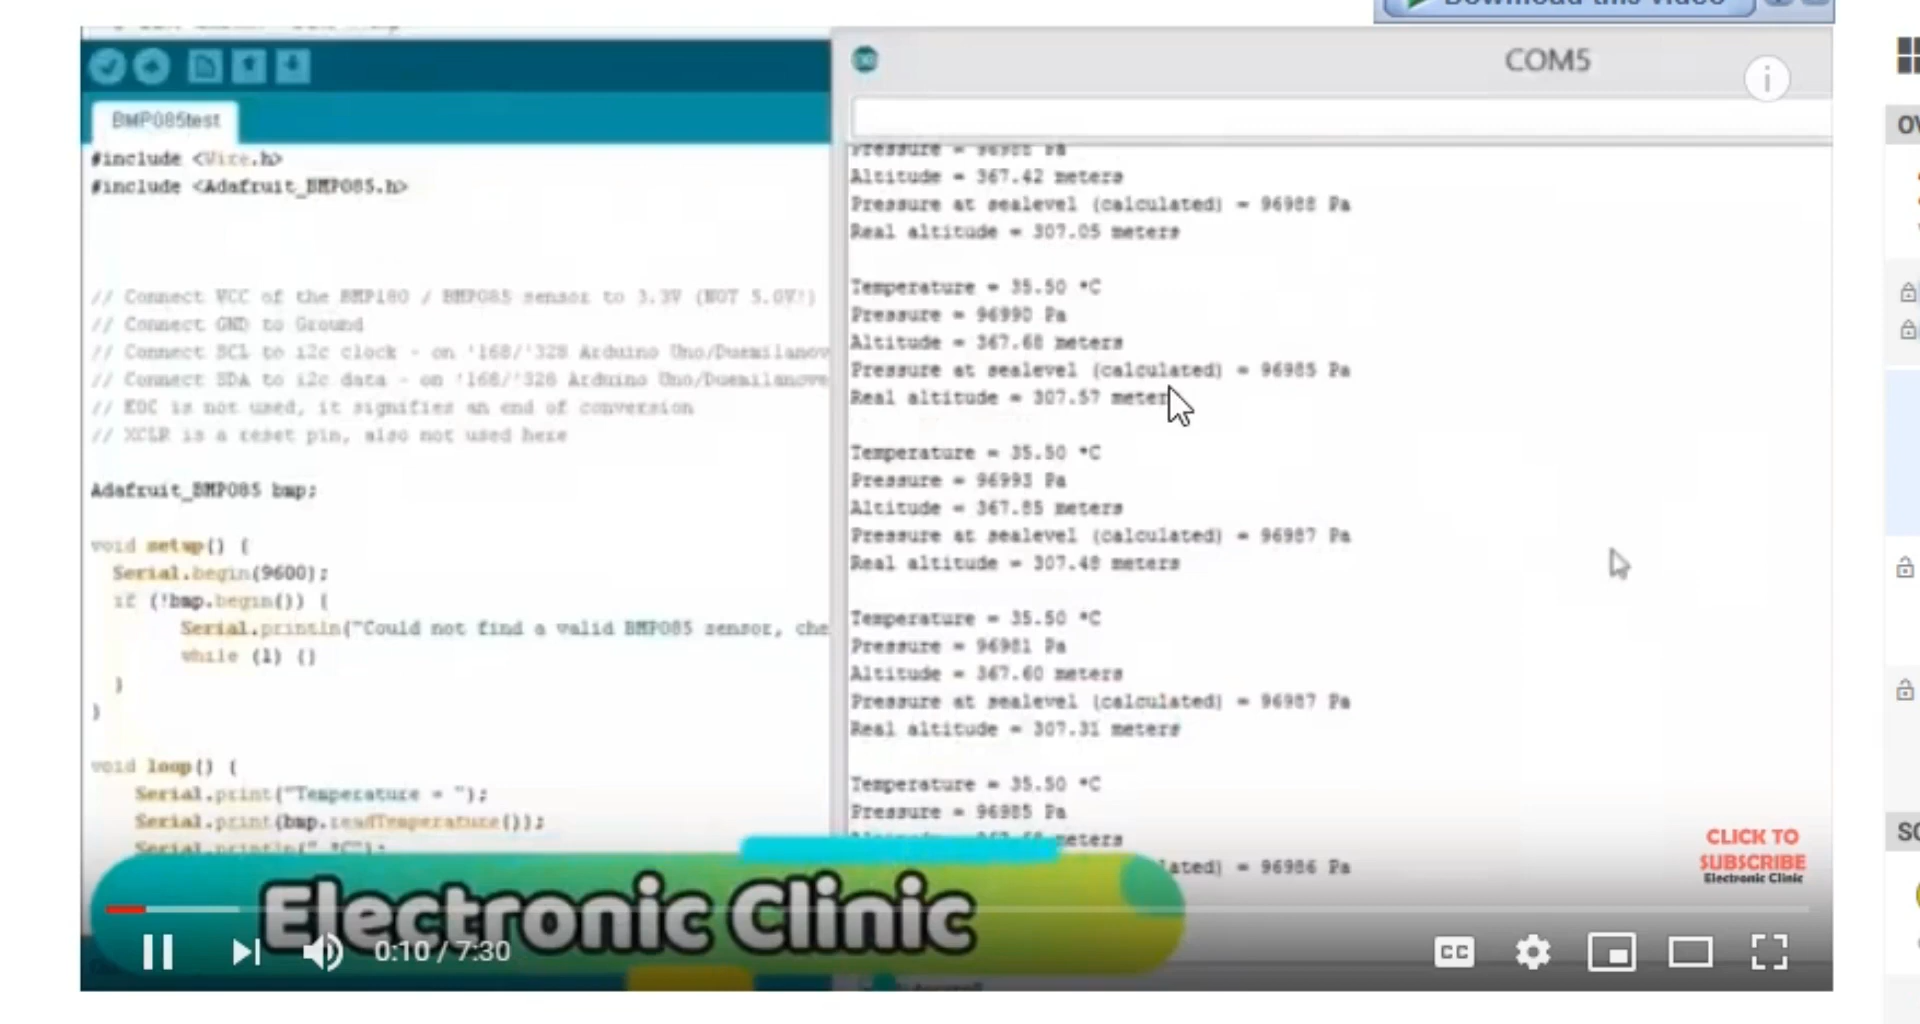 Download this video
COM5
BMP085test
#include <Wire.h>
#include <Adafruit_BMP085.h>
// Connect VCC of the BMP180 / BMP085 sensor to 3.3V (NOT 5.0V!)
// Connect GND to Ground
// Connect SCL to i2c clock - on '168/'328 Arduino Uno/Duemilanov
// Connect SDA to i2c data - on '168/'328 Arduino Uno/Duemilanove
// EOC is not used, it signifies an end of conversion
// XCLR is a reset pin, also not used here
Adafruit_BMP085 bmp;
void setup() {
Serial.begin(9600);
if (!bmp.begin()) {
Serial.println("Could not find a valid BMP085 sensor, che
while (1) {}
}
}
void loop() {
Serial.print("Temperature = ");
Serial.print(bmp.readTemperature());
Serial.println(" *C");
Pressure = 96988 Pa
Altitude = 367.42 meters
Pressure at sealevel (calculated) = 96988 Pa
Real altitude = 307.05 meters
Temperature = 35.50 *C
Pressure = 96990 Pa
Altitude = 367.68 meters
Pressure at sealevel (calculated) = 96985 Pa
Real altitude = 307.57 meter
Temperature = 35.50 *C
Pressure = 96993 Pa
Altitude = 367.85 meters
Pressure at sealevel (calculated) = 96987 Pa
Real altitude = 307.48 meters
Temperature = 35.50 *C
Pressure = 96981 Pa
Altitude = 367.60 meters
Pressure at sealevel (calculated) = 96987 Pa
Real altitude = 307.31 meters
Temperature = 35.50 *C
Pressure = 96985 Pa
meters
lated) = 96986 Pa
CLICK TO
SUBSCRIBE
Electronic Clinic
Electronic Clinic
0:10 / 7:30
CC
OV
SC